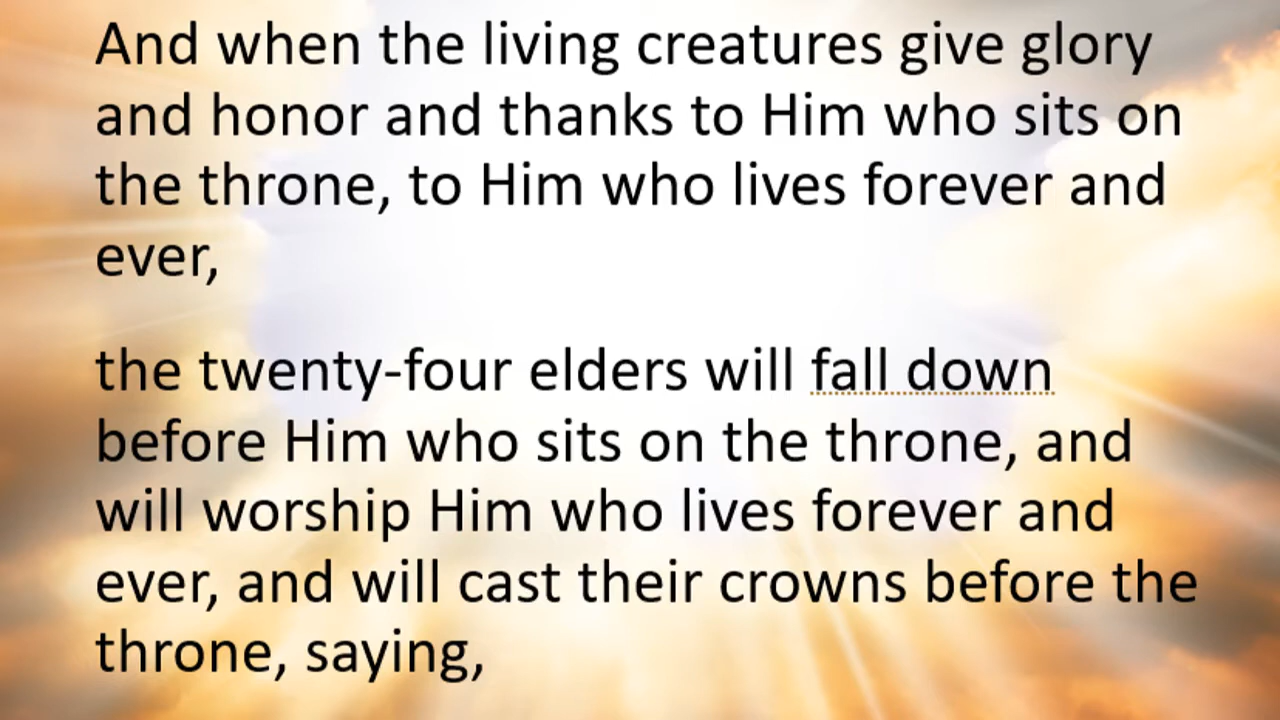 And when the living creatures give glory
and honor and thanks to Him who sits on
the throne, to Him who lives forever and
ever,
the twenty-four elders will fall down
before Him who sits on the throne, and
will worship Him who lives forever and
ever, and will cast their crowns before the
throne, saying,